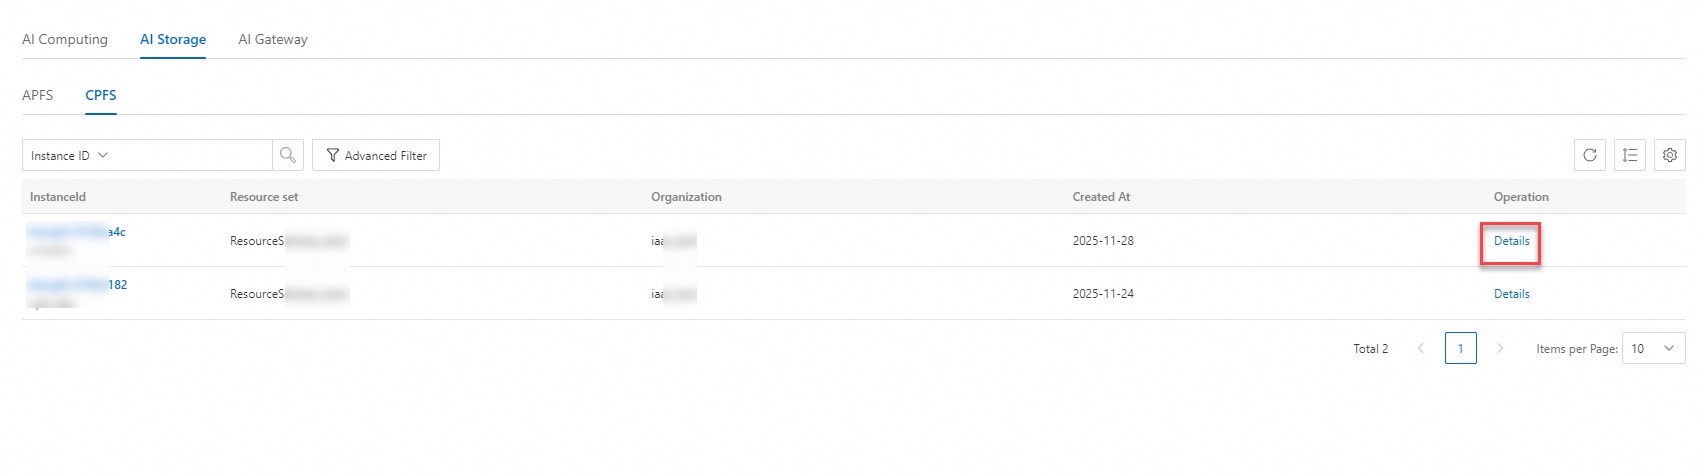 AI Computing AI Storage AI Gateway
APFS CPFS
Instance ID Advanced Filter
InstanceId Resource set Organization Created At Operation
a4c
ResourceS iaa 2025-11-28 Details
182
ResourceS iaa 2025-11-24 Details
Total 2 1 Items per Page: 10